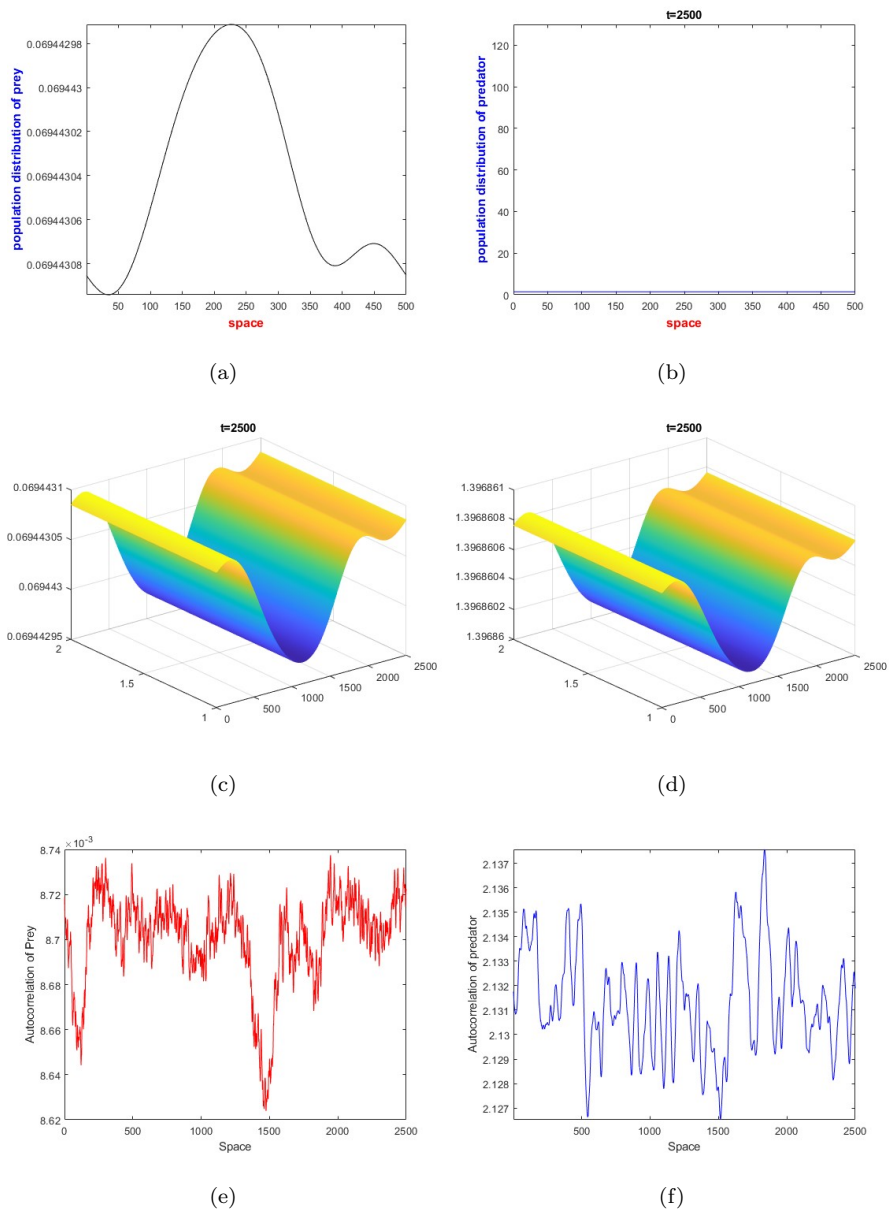 0.06944298
0.069443
0.06944302
0.06944304
0.06944306
0.06944308
population distribution of prey
50 100 150 200 250 300 350 400 450 500
space
(a)
t=2500
120
100
80
60
40
20
0
population distribution of predator
0 50 100 150 200 250 300 350 400 450 500
space
(b)
t=2500
0.0694431
0.06944305
0.069443
0.06944295
2
1.5
1
0
500
1000
1500
2000
2500
(c)
t=2500
1.396861
1.3968608
1.3968606
1.3968604
1.3968602
1.39686
2
1.5
1
0
500
1000
1500
2000
2500
(d)
× 10-3
8.74
8.72
8.7
8.68
8.66
8.64
8.62
Autocorrelation of Prey
0 500 1000 1500 2000 2500
Space
(e)
2.137
2.136
2.135
2.134
2.133
2.132
2.131
2.13
2.129
2.128
2.127
Autocorrelation of predator
500 1000 1500 2000 2500
Space
(f)